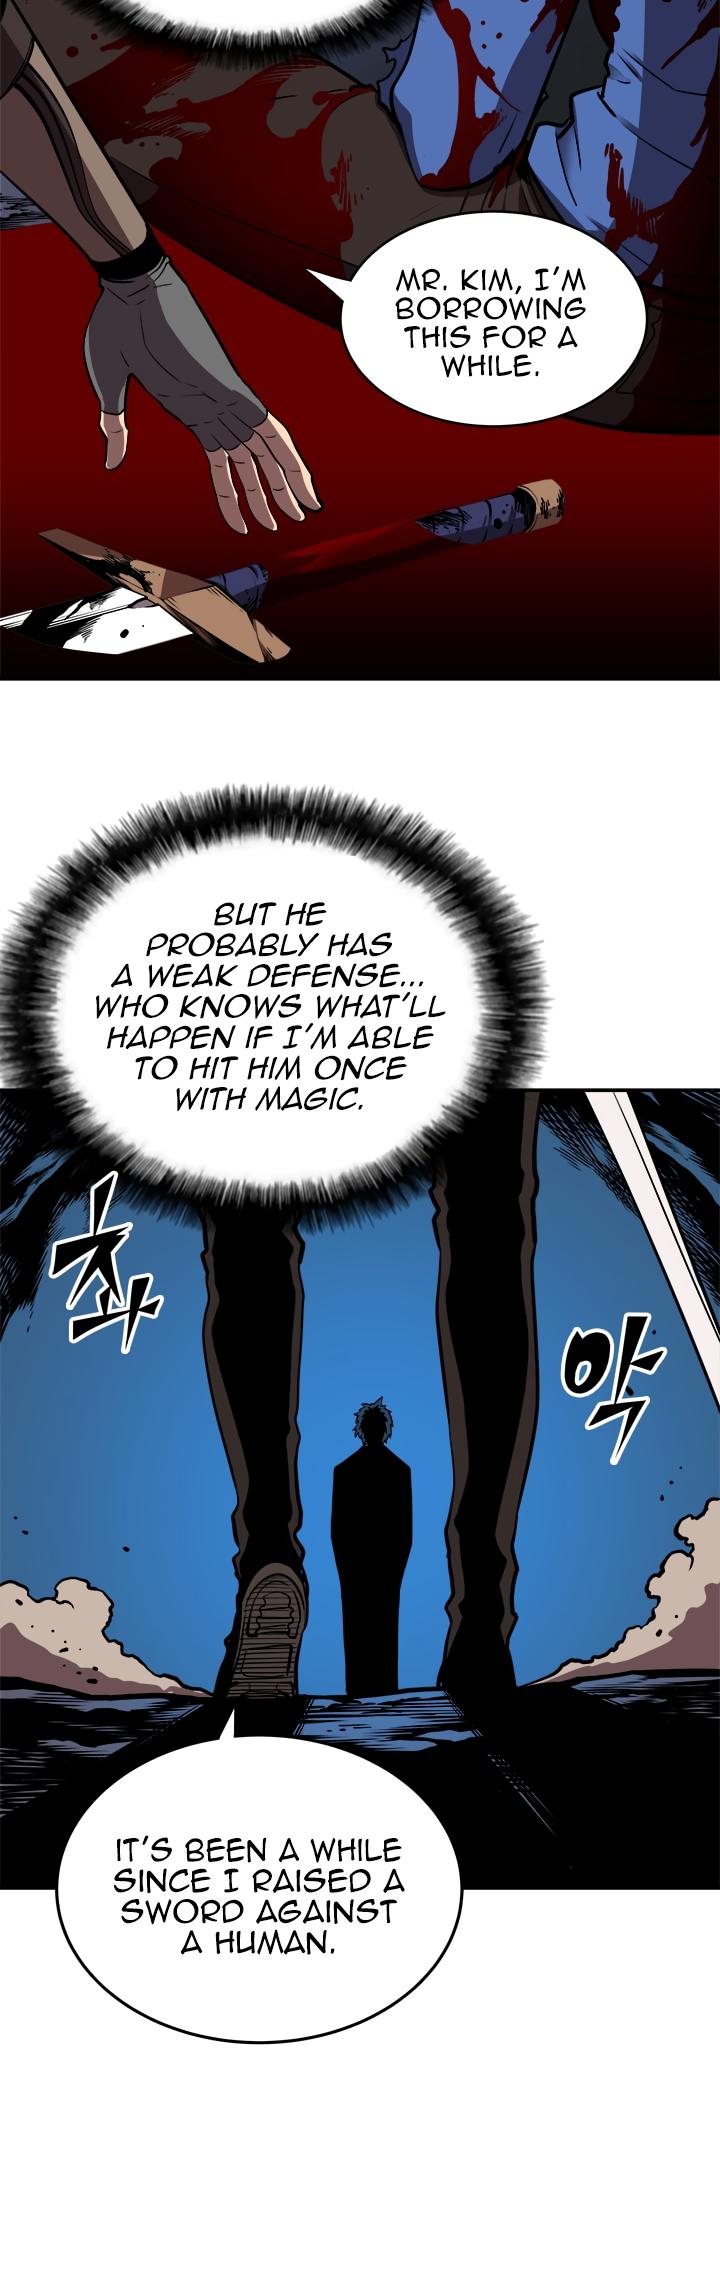 MR. KIM, I'M
BORROWING
THIS FOR A
WHILE.
BUT HE
PROBABLY HAS
A WEAK DEFENSE...
WHO KNOWS WHAT'LL
HAPPEN IF I'M ABLE
TO HIT HIM ONCE
WITH MAGIC.
촤
악
IT'S BEEN A WHILE
SINCE I RAISED A
SWORD AGAINST
A HUMAN.